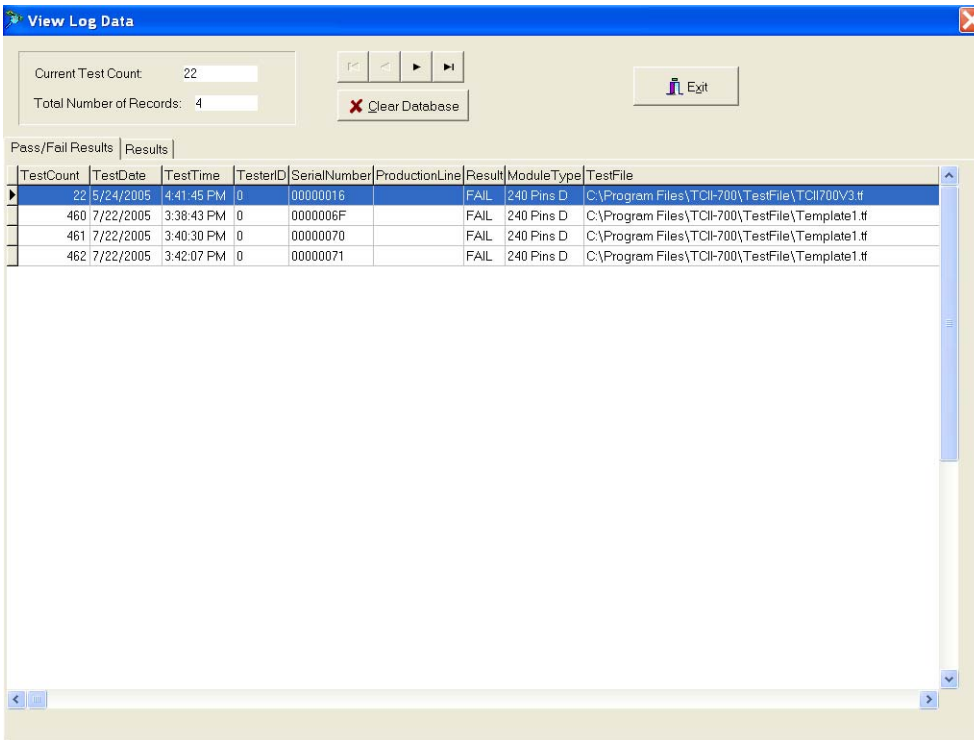 View Log Data
Current Test Count: 22
Total Number of Records: 4
Clear Database
Exit
Pass/Fail Results Results
TestCount TestDate TestTime TesterID SerialNumber ProductionLine Result ModuleType TestFile
22 5/24/2005 4:41:45 PM 0 00000016 FAIL 240 Pins D C:\Program Files\TCII-700\TestFile\TCII700V3.tf
460 7/22/2005 3:38:43 PM 0 0000006F FAIL 240 Pins D C:\Program Files\TCII-700\TestFile\Template1.tf
461 7/22/2005 3:40:30 PM 0 00000070 FAIL 240 Pins D C:\Program Files\TCII-700\TestFile\Template1.tf
462 7/22/2005 3:42:07 PM 0 00000071 FAIL 240 Pins D C:\Program Files\TCII-700\TestFile\Template1.tf